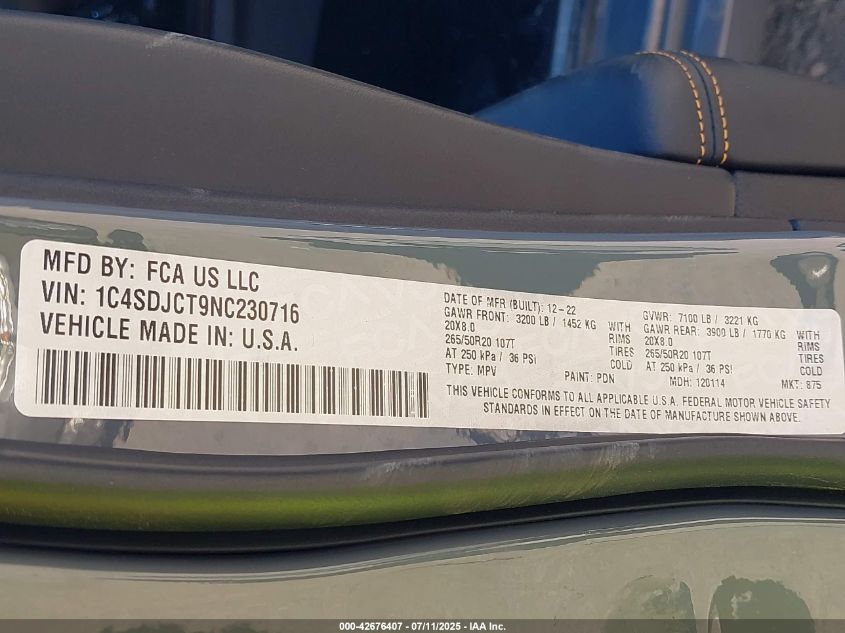 MFD BY: FCA US LLC
VIN: 1C4SDJCT9NC230716
VEHICLE MADE IN: U.S.A.
DATE OF MFR (BUILT): 12-22 GVWR: 7100 LB / 3221 KG
GAWR FRONT: 3200 LB / 1452 KG WITH GAWR REAR: 3900 LB / 1770 KG WITH
20X8.0 RIMS 20X8.0 RIMS
265/50R20 107T TIRES 265/50R20 107T TIRES
AT 250 kPa / 36 PSI COLD AT 250 kPa / 36 PSI COLD
TYPE: MPV PAINT: PDN MDH: 120114 MKT: 875
THIS VEHICLE CONFORMS TO ALL APPLICABLE U.S.A. FEDERAL MOTOR VEHICLE SAFETY
STANDARDS IN EFFECT ON THE DATE OF MANUFACTURE SHOWN ABOVE.
000-42676407 - 07/11/2025 - IAA Inc.